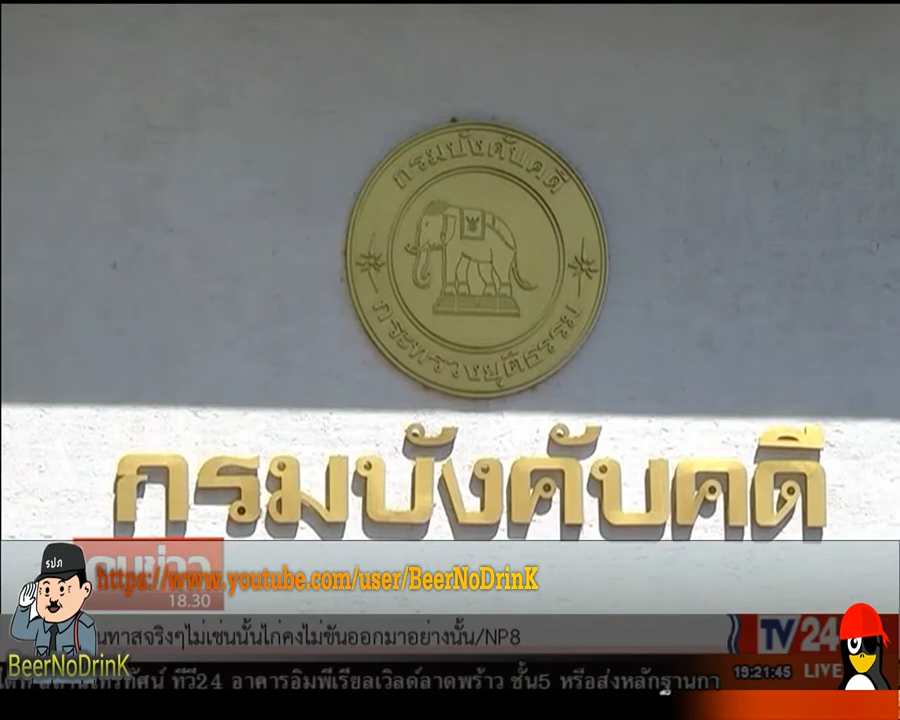 กรมบังคับคดี
กระทรวงยุติธรรม
กรมบังคับคดี
รปภ
https://www.youtube.com/user/BeerNoDrinK
18.30
BeerNoDrinK
นทาสจริงๆไม่เช่นนั้นไก่คงไม่ขันออกมาอย่างนั้น/NP8
TV24
ทีวี24 อาคารอิมพีเรียลเวิลด์ลาดพร้าว ชั้น5 หรือส่งหลักฐานกา
19:21:45 LIVE